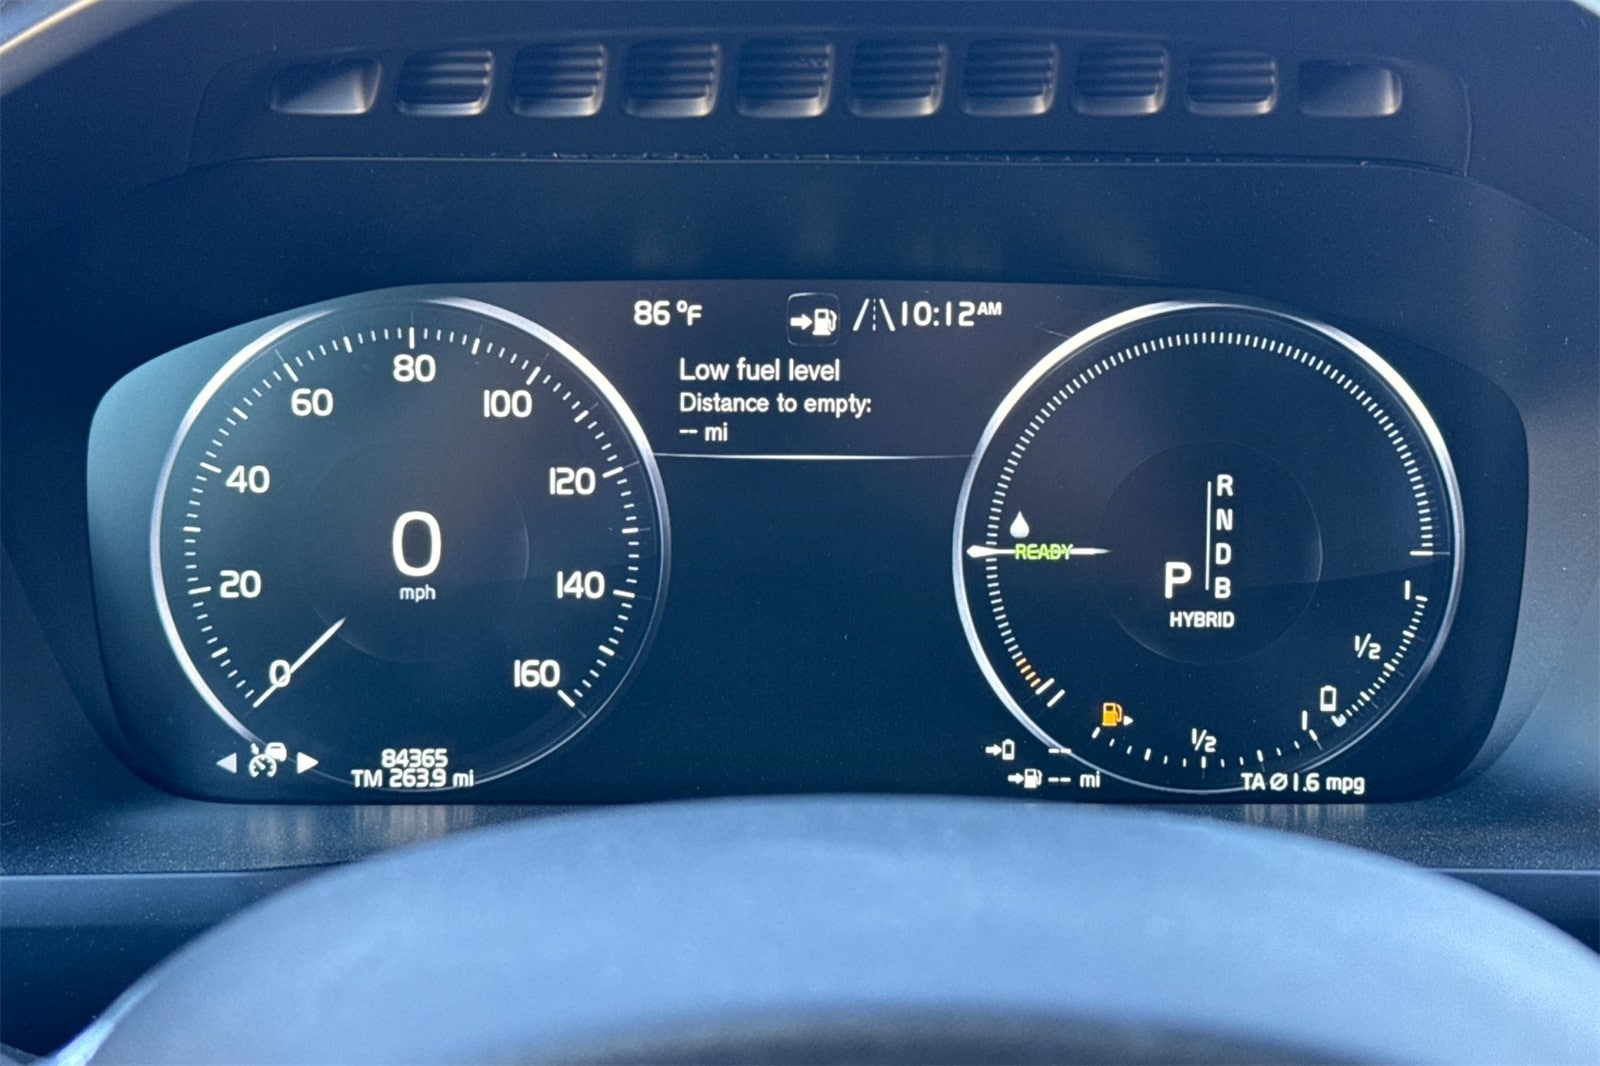 86 °F
10:12 AM
Low fuel level
Distance to empty:
-- mi
0
20
40
60
80
100
120
140
160
0
mph
84365
TM 263.9 mi
READY
R
N
D
B
P
HYBRID
1
1/2
1/2
1
--
-- mi
TA Ø 1.6 mpg